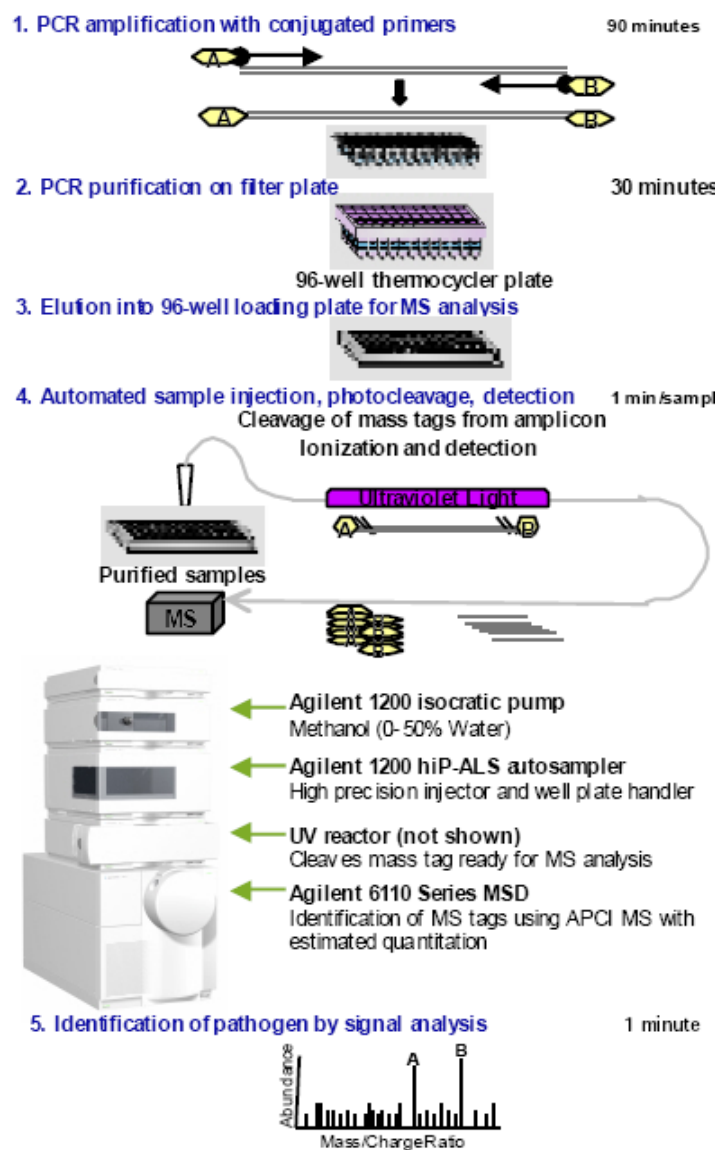 1. PCR amplification with conjugated primers 90 minutes
A
B
A B
2. PCR purification on filter plate 30 minutes
96-well thermocycler plate
3. Elution into 96-well loading plate for MS analysis
4. Automated sample injection, photocleavage, detection 1 min/sampl
Cleavage of mass tags from amplicon
Ionization and detection
Ultraviolet Light
A B
Purified samples
MS
Agilent 1200 isocratic pump
Methanol (0-50% Water)
Agilent 1200 hiP-ALS autosampler
High precision injector and well plate handler
UV reactor (not shown)
Cleaves mass tag ready for MS analysis
Agilent 6110 Series MSD
Identification of MS tags using APCI MS with
estimated quantitation
5. Identification of pathogen by signal analysis 1 minute
Abundance
A B
Mass/Charge Ratio